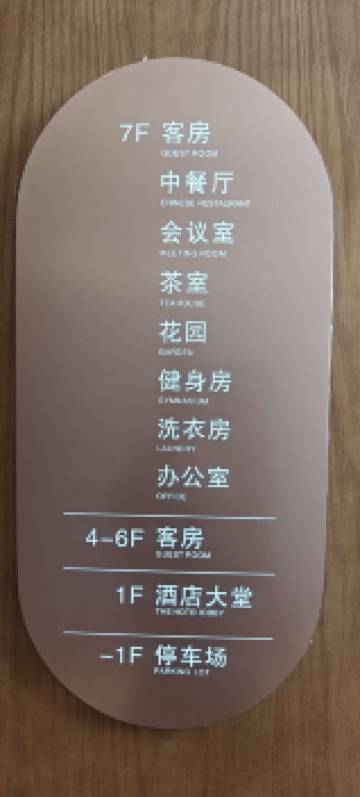 7F 客房
GUEST ROOM
中餐厅
CHINESE RESTAURANT
会议室
MEETING ROOM
茶室
TEA HOUSE
花园
GARDEN
健身房
GYMNASIUM
洗衣房
LAUNDRY
办公室
OFFICE
4-6F 客房
GUEST ROOM
1F 酒店大堂
THE HOTEL LOBBY
-1F 停车场
PARKING LOT